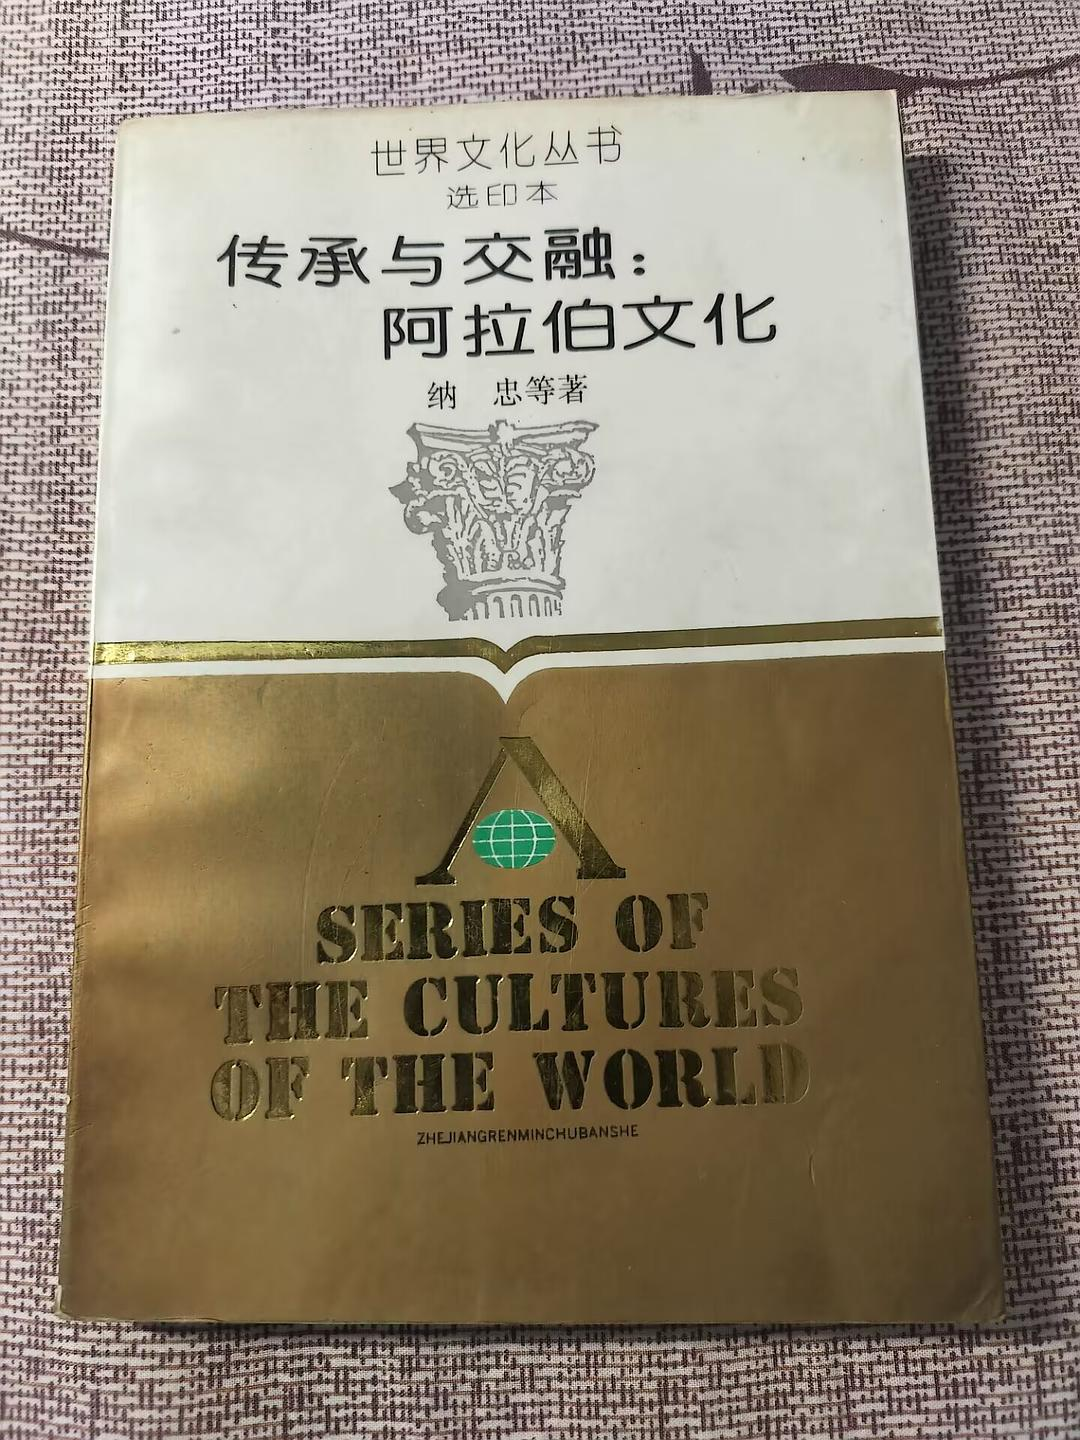 世界文化丛书
选印本
传承与交融：
阿拉伯文化
纳 忠等著
A
SERIES OF
THE CULTURES
OF THE WORLD
ZHEJIANGRENMINCHUBANSHE